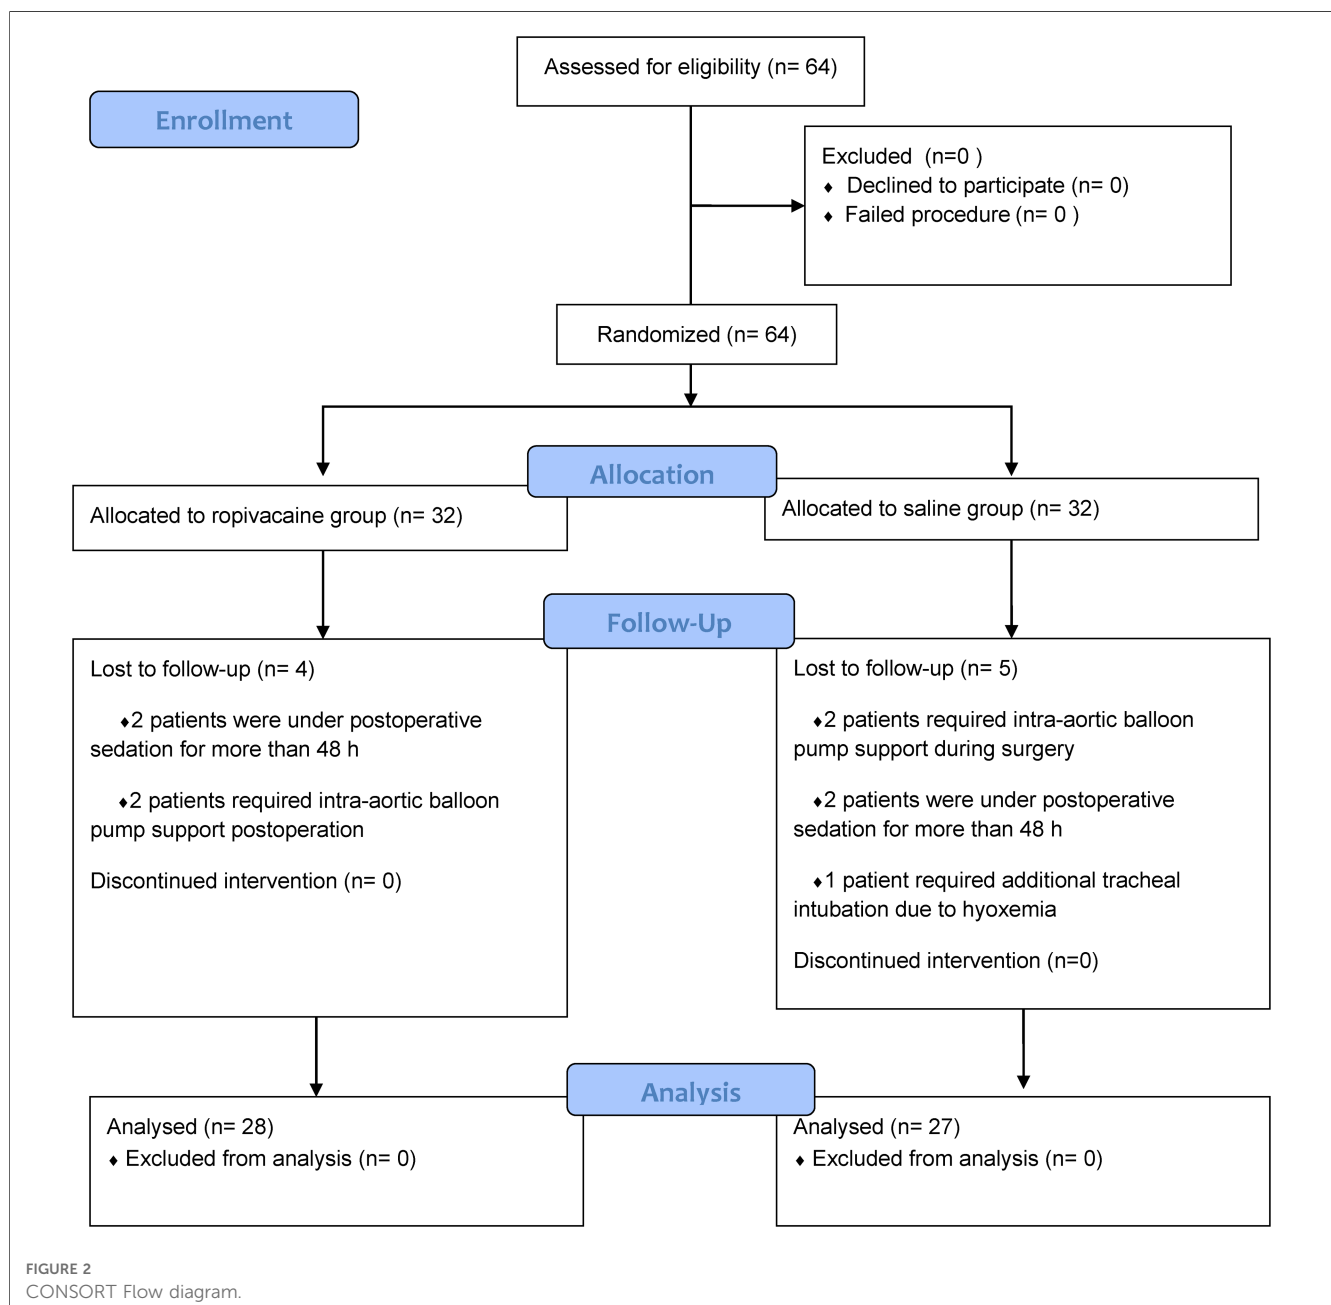 Assessed for eligibility (n= 64)
Enrollment
Excluded (n=0 )
♦ Declined to participate (n= 0)
♦ Failed procedure (n= 0 )
Randomized (n= 64)
Allocation
Allocated to ropivacaine group (n= 32)
Allocated to saline group (n= 32)
Follow-Up
Lost to follow-up (n= 4)
♦2 patients were under postoperative
sedation for more than 48 h
♦2 patients required intra-aortic balloon
pump support postoperation
Discontinued intervention (n= 0)
Lost to follow-up (n= 5)
♦2 patients required intra-aortic balloon
pump support during surgery
♦2 patients were under postoperative
sedation for more than 48 h
♦1 patient required additional tracheal
intubation due to hyoxemia
Discontinued intervention (n=0)
Analysis
Analysed (n= 28)
♦ Excluded from analysis (n= 0)
Analysed (n= 27)
♦ Excluded from analysis (n= 0)
FIGURE 2
CONSORT Flow diagram.